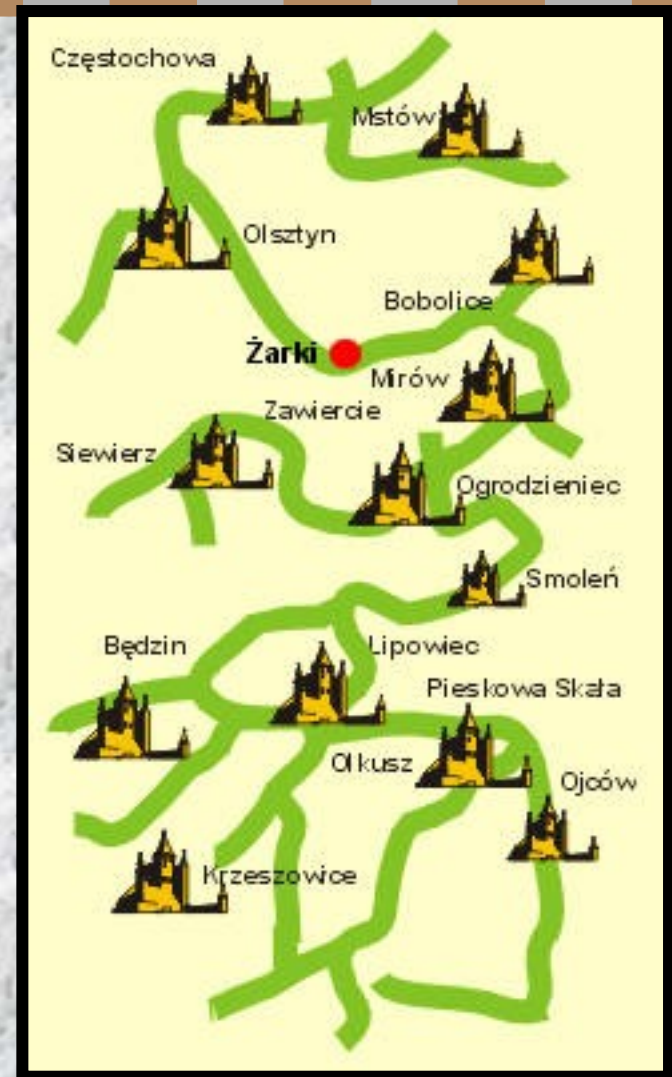 Częstochowa
Mstów
Olsztyn
Bobolice
Żarki
Mirów
Zawiercie
Siewierz
Ogrodzieniec
Smoleń
Będzin
Lipowiec
Pieskowa Skała
Olkusz
Ojców
Krzeszowice